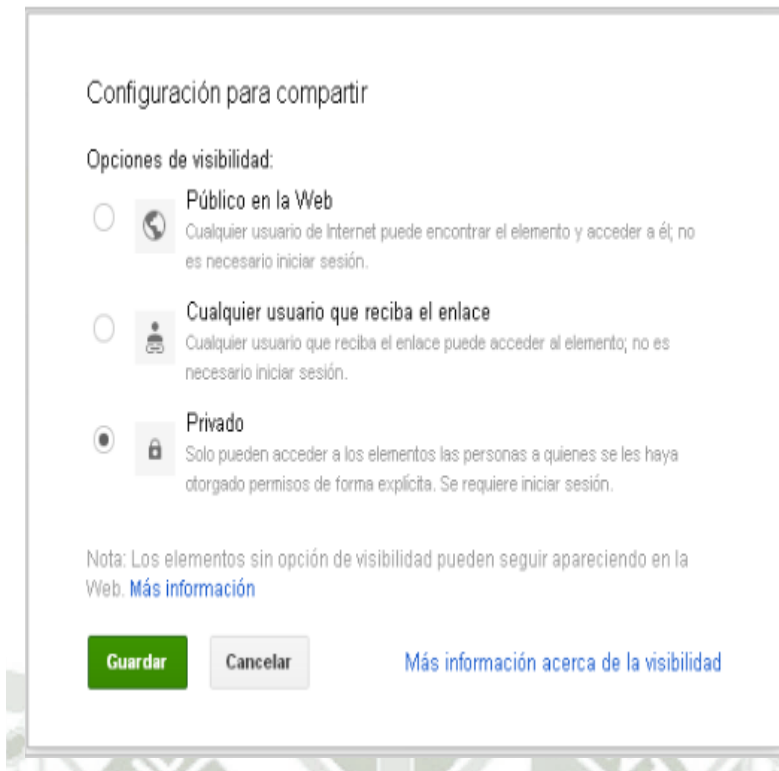 Configuración para compartir
Opciones de visibilidad:
Público en la Web
Cualquier usuario de Internet puede encontrar el elemento y acceder a él; no
es necesario iniciar sesión.
Cualquier usuario que reciba el enlace
Cualquier usuario que reciba el enlace puede acceder al elemento; no es
necesario iniciar sesión.
Privado
Solo pueden acceder a los elementos las personas a quienes se les haya
otorgado permisos de forma explícita. Se requiere iniciar sesión.
Nota: Los elementos sin opción de visibilidad pueden seguir apareciendo en la
Web. Más información
Guardar Cancelar Más información acerca de la visibilidad